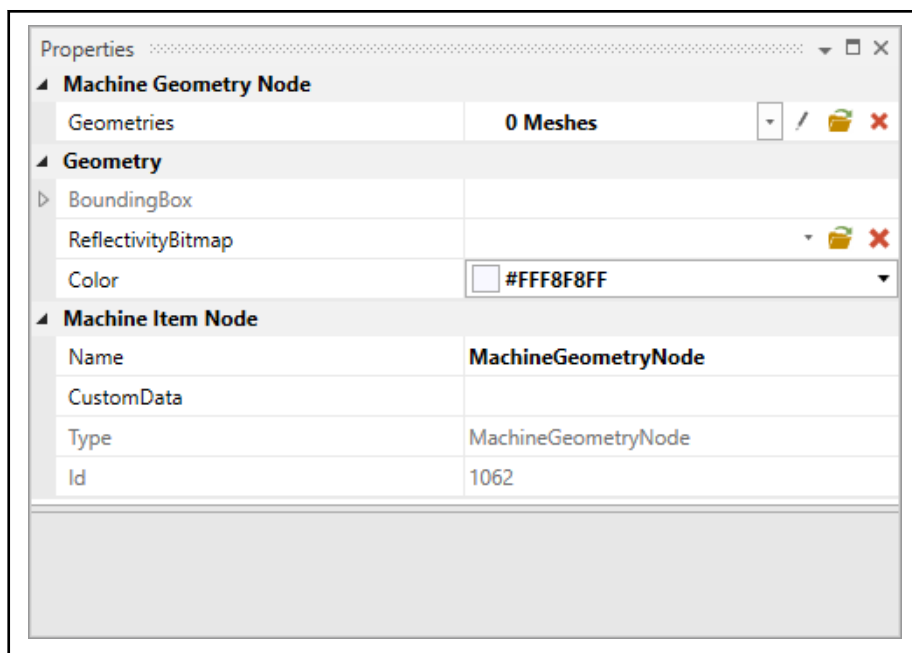 Properties
Machine Geometry Node
Geometries 0 Meshes
Geometry
BoundingBox
ReflectivityBitmap
Color #FFF8F8FF
Machine Item Node
Name MachineGeometryNode
CustomData
Type MachineGeometryNode
Id 1062